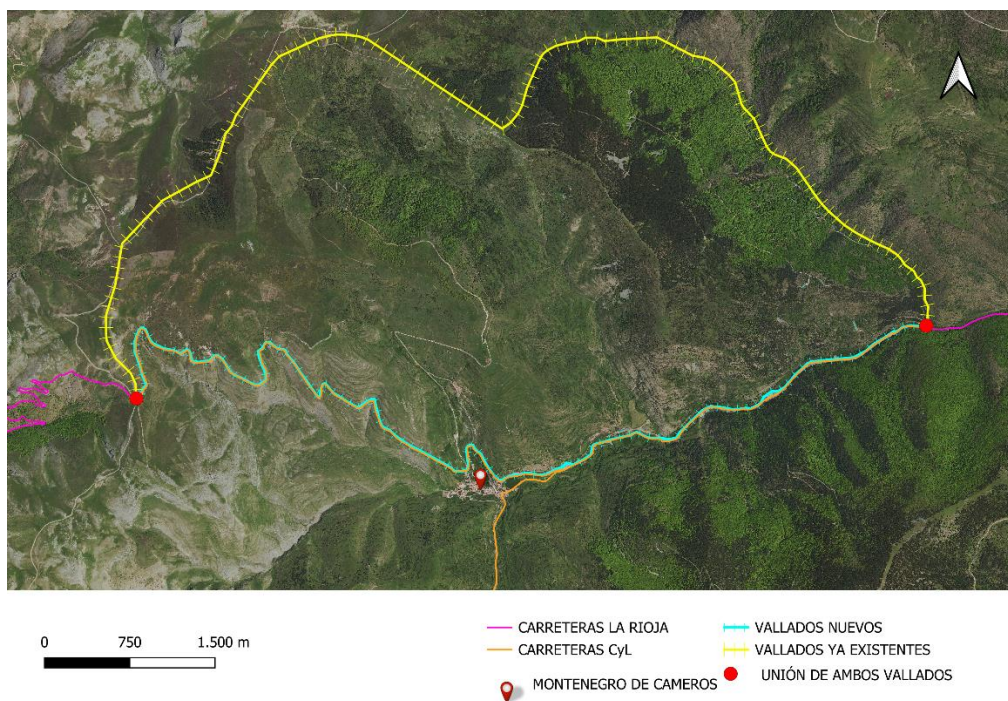 0 750 1.500 m
CARRETERAS LA RIOJA
CARRETERAS CyL
MONTENEGRO DE CAMEROS
VALLADOS NUEVOS
VALLADOS YA EXISTENTES
UNIÓN DE AMBOS VALLADOS